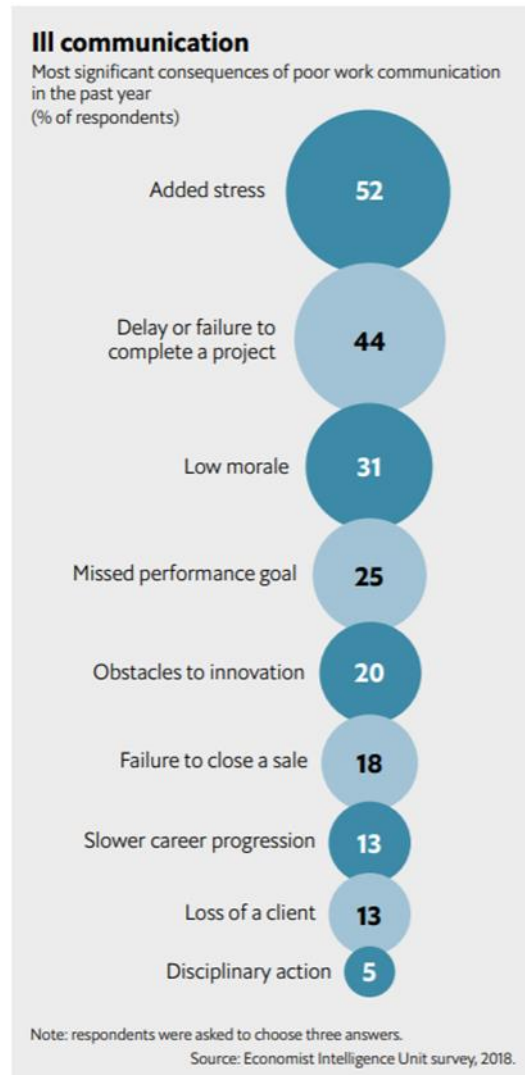 Ill communication
Most significant consequences of poor work communication
in the past year
(% of respondents)
Added stress 52
Delay or failure to
complete a project 44
Low morale 31
Missed performance goal 25
Obstacles to innovation 20
Failure to close a sale 18
Slower career progression 13
Loss of a client 13
Disciplinary action 5
Note: respondents were asked to choose three answers.
Source: Economist Intelligence Unit survey, 2018.